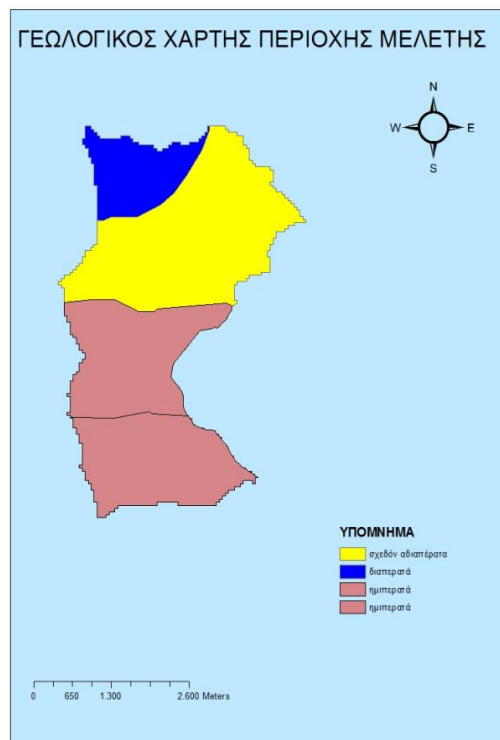 ΓΕΩΛΟΓΙΚΟΣ ΧΑΡΤΗΣ ΠΕΡΙΟΧΗΣ ΜΕΛΕΤΗΣ
N
W E
S
ΥΠΟΜΝΗΜΑ
σχεδόν αδιαπέρατα
διαπερατά
ημιπερατά
ημιπερατά
0 650 1.300 2.600 Meters